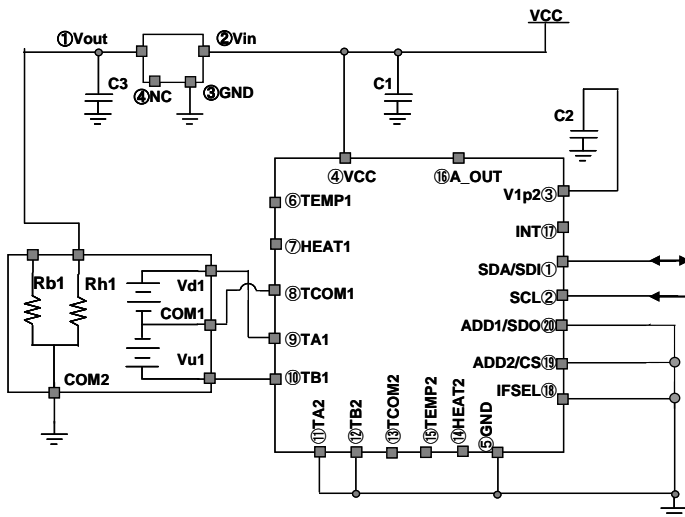 VCC
①Vout
②Vin
C3
④NC
③GND
C1
C2
④VCC
⑯A_OUT
V1p2③
⑥TEMP1
INT⑰
⑦HEAT1
SDA/SDI①
Rb1
Rh1
Vd1
⑧TCOM1
SCL②
COM1
ADD1/SDO⑳
⑨TA1
Vu1
ADD2/CS⑲
COM2
⑩TB1
IFSEL⑱
⑪TA2
⑫TB2
⑬TCOM2
⑮TEMP2
⑭HEAT2
⑤GND